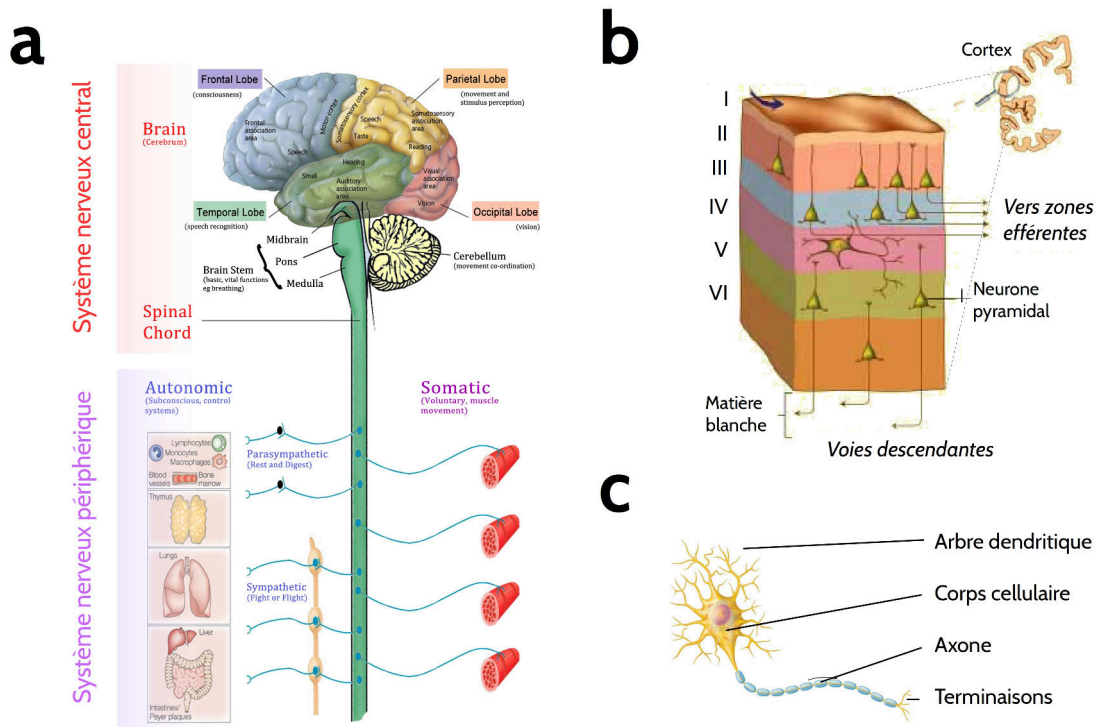 a
Système nerveux central
Brain
(Cerebrum)
Frontal Lobe
(consciousness)
Parietal Lobe
(movement and
stimulus perception)
Frontal
association
area
Speech
Motor cortex
Somatosensory cortex
Speech
Taste
Somatosensory
association
area
Reading
Hearing
Smell
Auditory
association
area
Visual
association
area
Vision
Temporal Lobe
(speech recognition)
Occipital Lobe
(vision)
Midbrain
Pons
Medulla
Brain Stem
(basic, vital functions
eg breathing)
Cerebellum
(movement co-ordination)
Spinal
Chord
Système nerveux périphérique
Autonomic
(Subconscious, control
systems)
Somatic
(Voluntary, muscle
movement)
Lymphocytes
Monocytes
Macrophages
Blood
vessels
Bone
marrow
Thymus
Lungs
Liver
Intestines/
Peyer plaques
Parasympathetic
(Rest and Digest)
Sympathetic
(Fight or Flight)
b
Cortex
I
II
III
IV
V
VI
Vers zones
efférentes
Neurone
pyramidal
Matière
blanche
Voies descendantes
c
Arbre dendritique
Corps cellulaire
Axone
Terminaisons